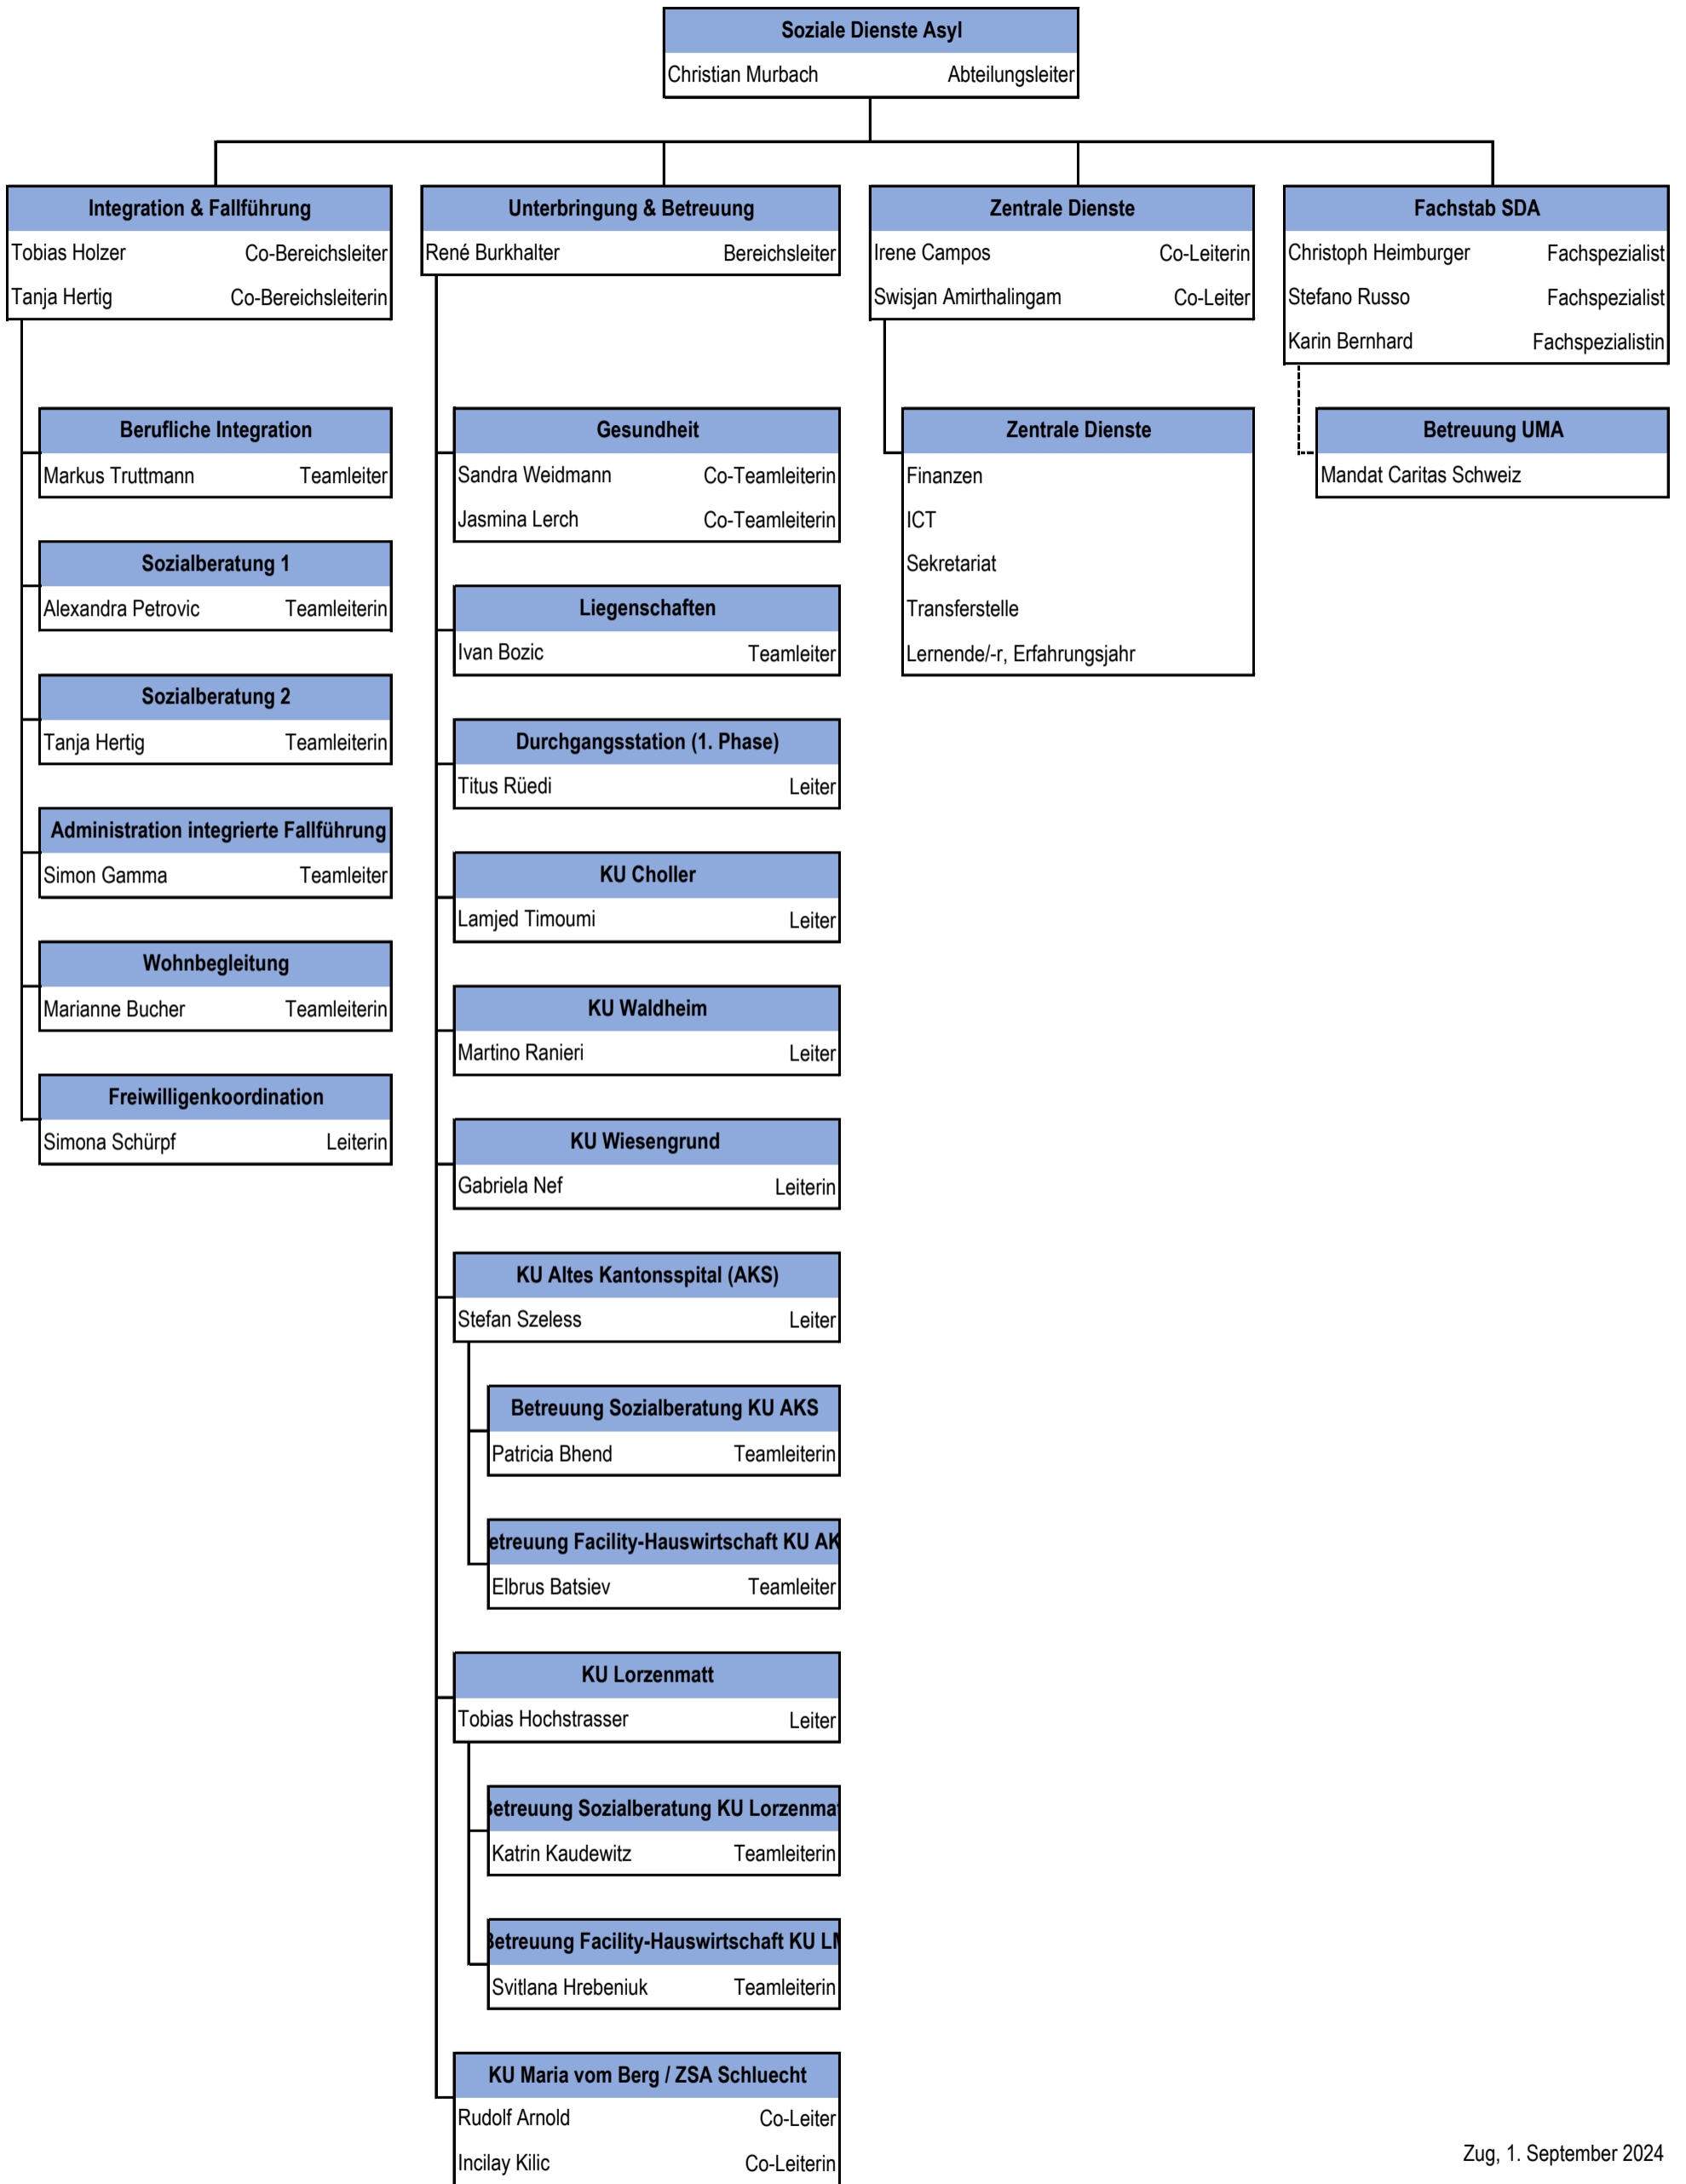 Soziale Dienste Asyl
Christian Murbach Abteilungsleiter
Integration & Fallführung
Tobias Holzer Co-Bereichsleiter
Tanja Hertig Co-Bereichsleiterin
Berufliche Integration
Markus Truttmann Teamleiter
Sozialberatung 1
Alexandra Petrovic Teamleiterin
Sozialberatung 2
Tanja Hertig Teamleiterin
Administration integrierte Fallführung
Simon Gamma Teamleiter
Wohnbegleitung
Marianne Bucher Teamleiterin
Freiwilligenkoordination
Simona Schürpf Leiterin
Unterbringung & Betreuung
René Burkhalter Bereichsleiter
Gesundheit
Sandra Weidmann Co-Teamleiterin
Jasmina Lerch Co-Teamleiterin
Liegenschaften
Ivan Bozic Teamleiter
Durchgangsstation (1. Phase)
Titus Rüedi Leiter
KU Choller
Lamjed Timoumi Leiter
KU Waldheim
Martino Ranieri Leiter
KU Wiesengrund
Gabriela Nef Leiterin
KU Altes Kantonsspital (AKS)
Stefan Szeless Leiter
Betreuung Sozialberatung KU AKS
Patricia Bhend Teamleiterin
etreuung Facility-Hauswirtschaft KU AK
Elbrus Batsiev Teamleiter
KU Lorzenmatt
Tobias Hochstrasser Leiter
Betreuung Sozialberatung KU Lorzenmat
Katrin Kaudewitz Teamleiterin
Betreuung Facility-Hauswirtschaft KU LM
Svitlana Hrebeniuk Teamleiterin
KU Maria vom Berg / ZSA Schluecht
Rudolf Arnold Co-Leiter
Incilay Kilic Co-Leiterin
Zentrale Dienste
Irene Campos Co-Leiterin
Swisjan Amirthalingam Co-Leiter
Zentrale Dienste
Finanzen
ICT
Sekretariat
Transferstelle
Lernende/-r, Erfahrungsjahr
Fachstab SDA
Christoph Heimburger Fachspezialist
Stefano Russo Fachspezialist
Karin Bernhard Fachspezialistin
Betreuung UMA
Mandat Caritas Schweiz
Zug, 1. September 2024